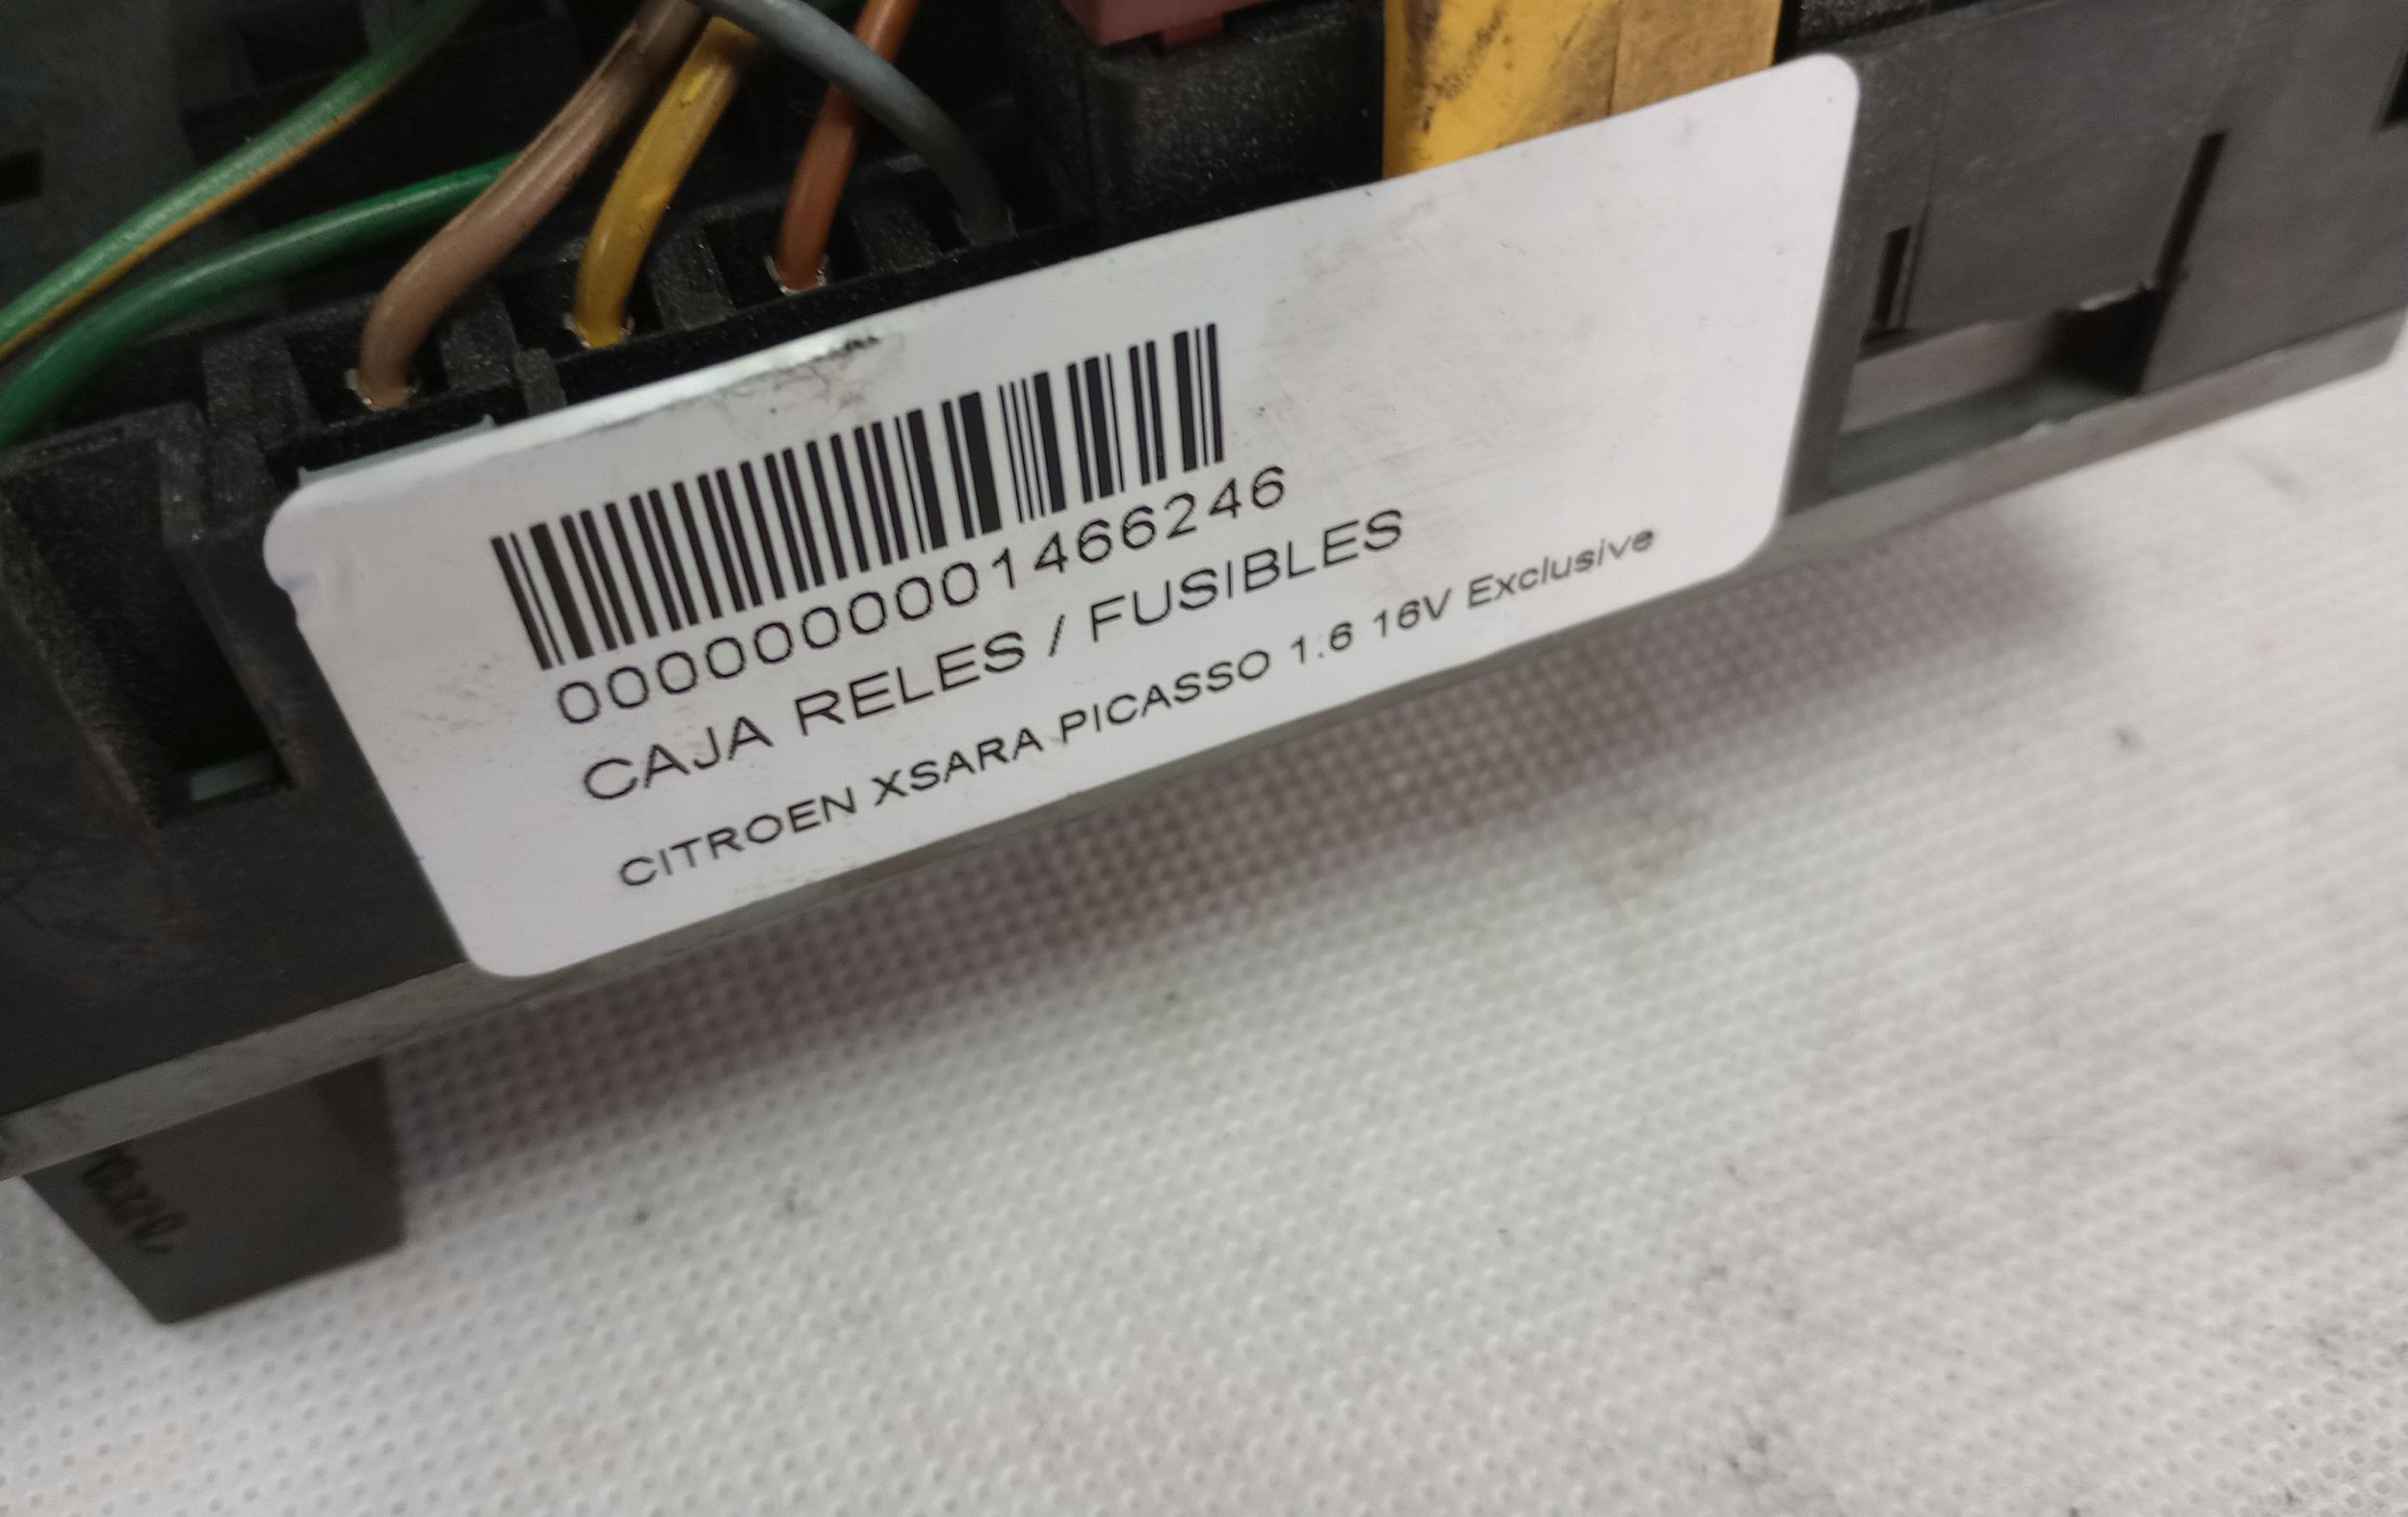 0000000001466246
CAJA RELES / FUSIBLES
CITROEN XSARA PICASSO 1.6 16V Exclusive